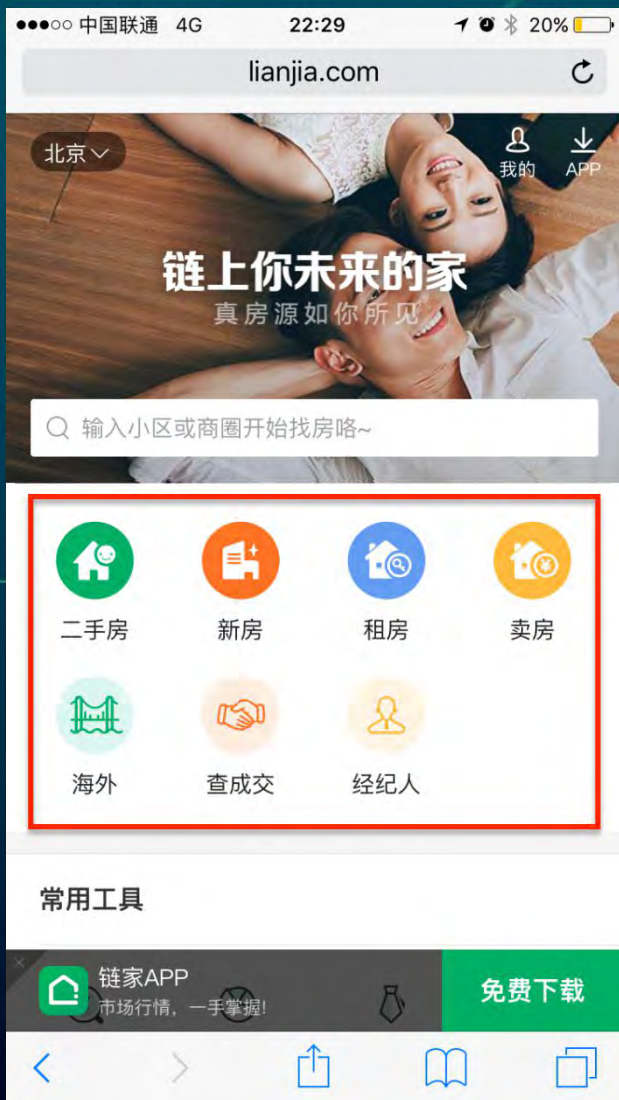 中国联通 4G 22:29 20%
lianjia.com
北京
我的 APP
链上你未来的家
真房源如你所见
输入小区或商圈开始找房咯~
二手房 新房 租房 卖房
海外 查成交 经纪人
常用工具
链家APP
市场行情，一手掌握!
免费下载